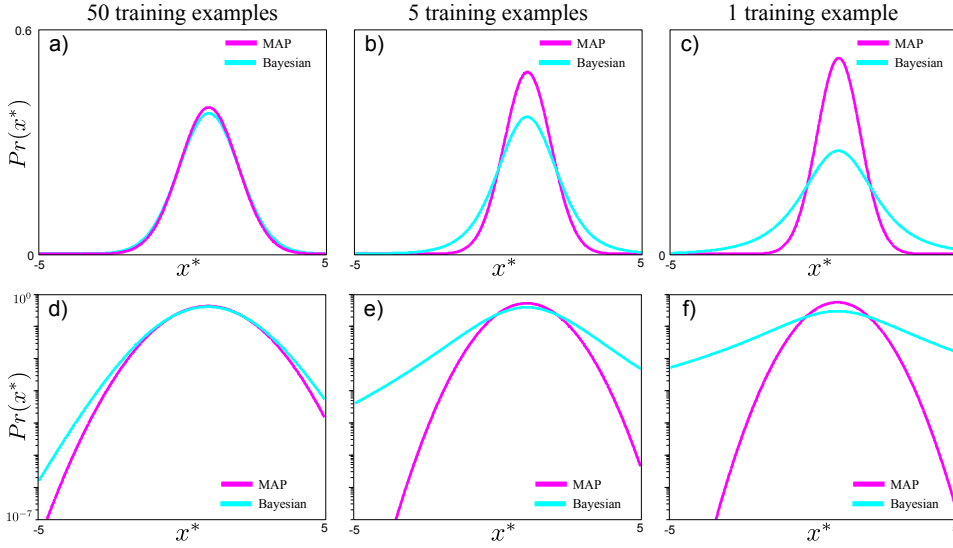 50 training examples
5 training examples
1 training example
0.6
a)
MAP
Bayesian
Pr(x*)
0
-5
x*
5
b)
MAP
Bayesian
-5
x*
5
c)
MAP
Bayesian
-5
x*
5
10^0
d)
MAP
Bayesian
Pr(x*)
10^-7
-5
x*
5
e)
MAP
Bayesian
-5
x*
5
f)
MAP
Bayesian
-5
x*
5